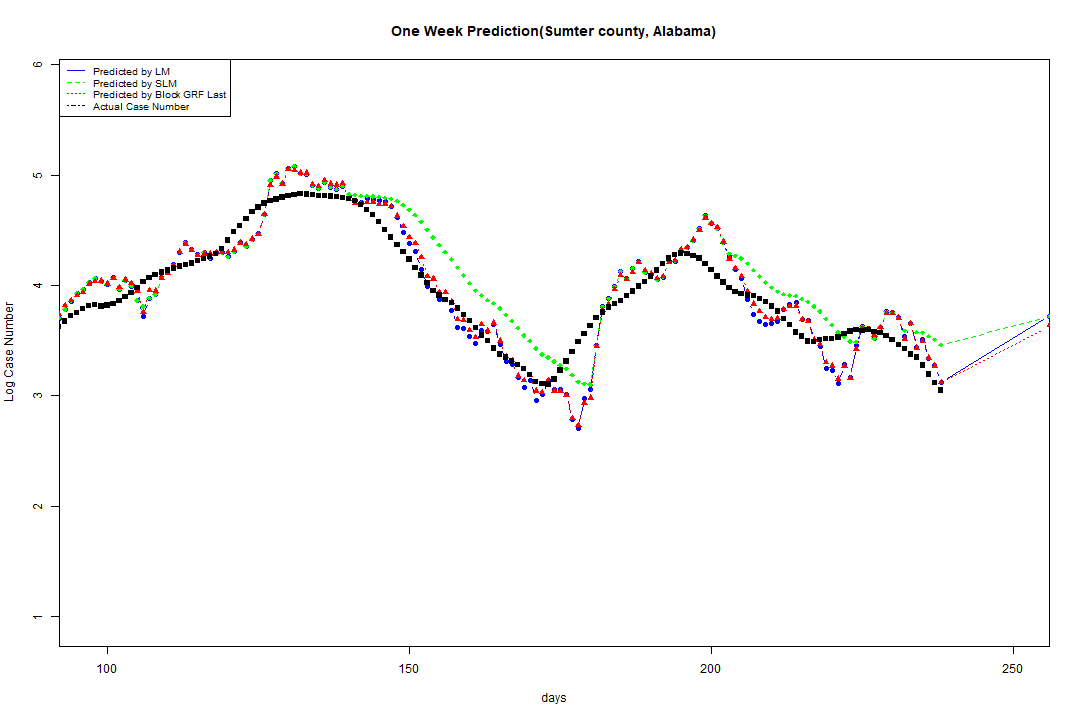 One Week Prediction(Sumter county, Alabama)
Predicted by LM
Predicted by SLM
Predicted by Block GRF Last
Actual Case Number
6
5
4
3
2
1
Log Case Number
100 150 200 250
days